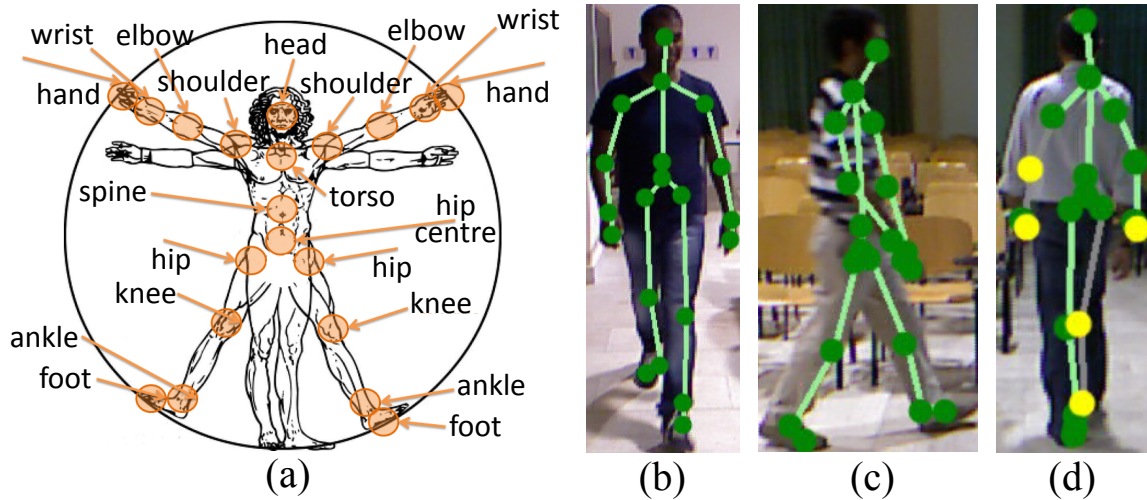 wrist elbow head elbow wrist
hand shoulder shoulder hand
spine torso
hip
centre
hip hip
knee knee
ankle ankle
foot foot
(a) (b) (c) (d)